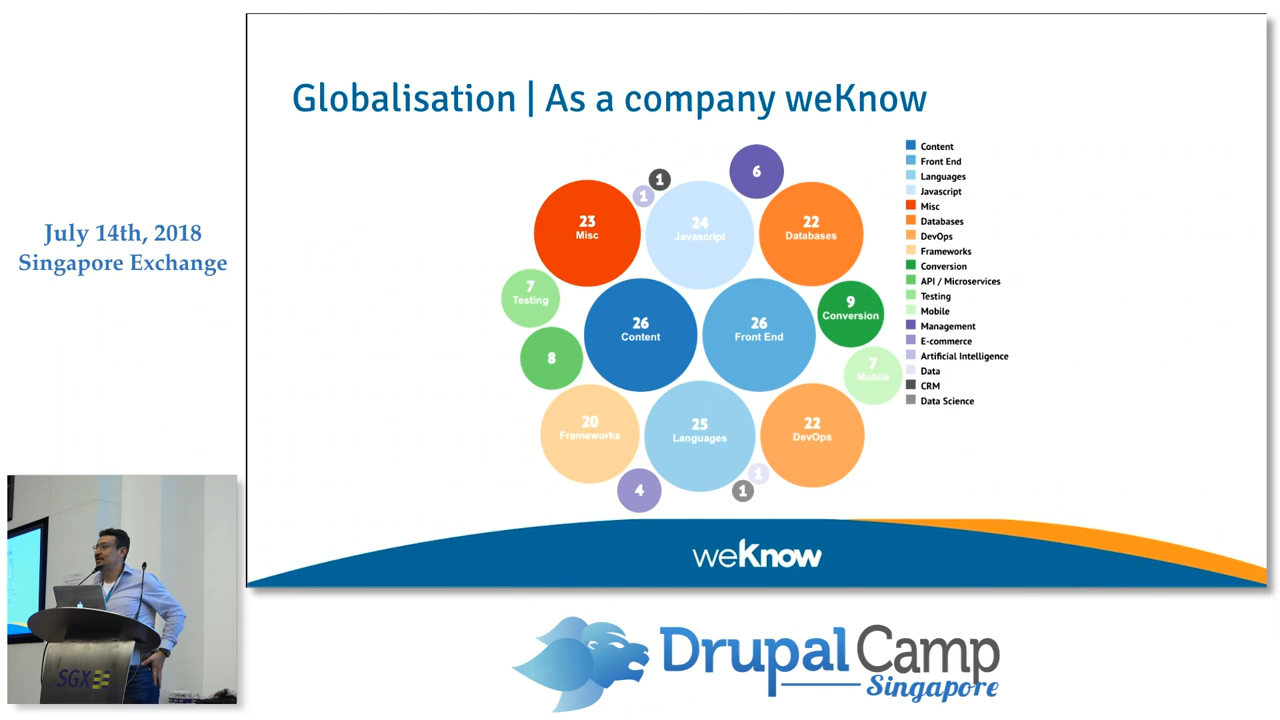 Globalisation | As a company weKnow
July 14th, 2018
Singapore Exchange
6
1
1
23
Misc
24
Javascript
22
Databases
7
Testing
26
Content
26
Front End
9
Conversion
8
7
Mobile
20
Frameworks
25
Languages
22
DevOps
4
1
1
Content
Front End
Languages
Javascript
Misc
Databases
DevOps
Frameworks
Conversion
API / Microservices
Testing
Mobile
Management
E-commerce
Artificial Intelligence
Data
CRM
Data Science
weKnow
SGX
DrupalCamp
Singapore